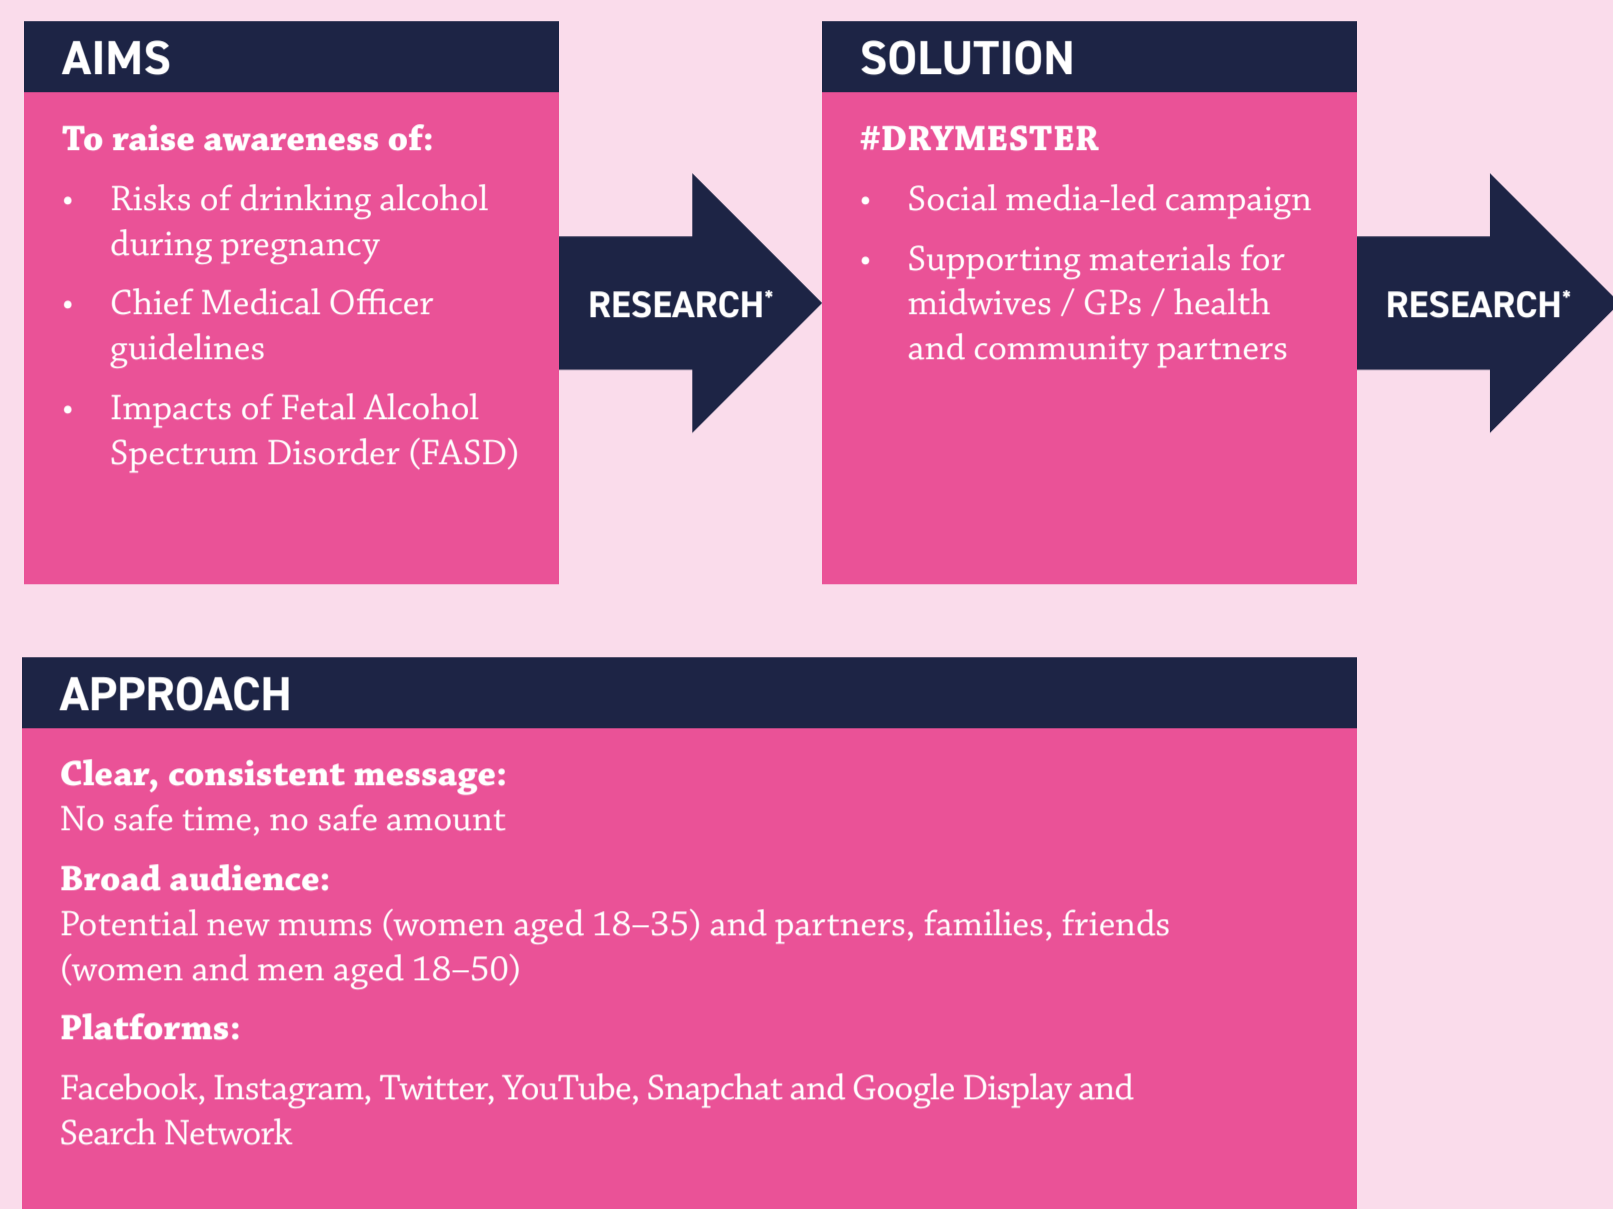 AIMS
To raise awareness of:
• Risks of drinking alcohol
during pregnancy
• Chief Medical Officer
guidelines
• Impacts of Fetal Alcohol
Spectrum Disorder (FASD)
RESEARCH*
SOLUTION
#DRYMESTER
• Social media-led campaign
• Supporting materials for
midwives / GPs / health
and community partners
RESEARCH*
APPROACH
Clear, consistent message:
No safe time, no safe amount
Broad audience:
Potential new mums (women aged 18–35) and partners, families, friends
(women and men aged 18–50)
Platforms:
Facebook, Instagram, Twitter, YouTube, Snapchat and Google Display and
Search Network